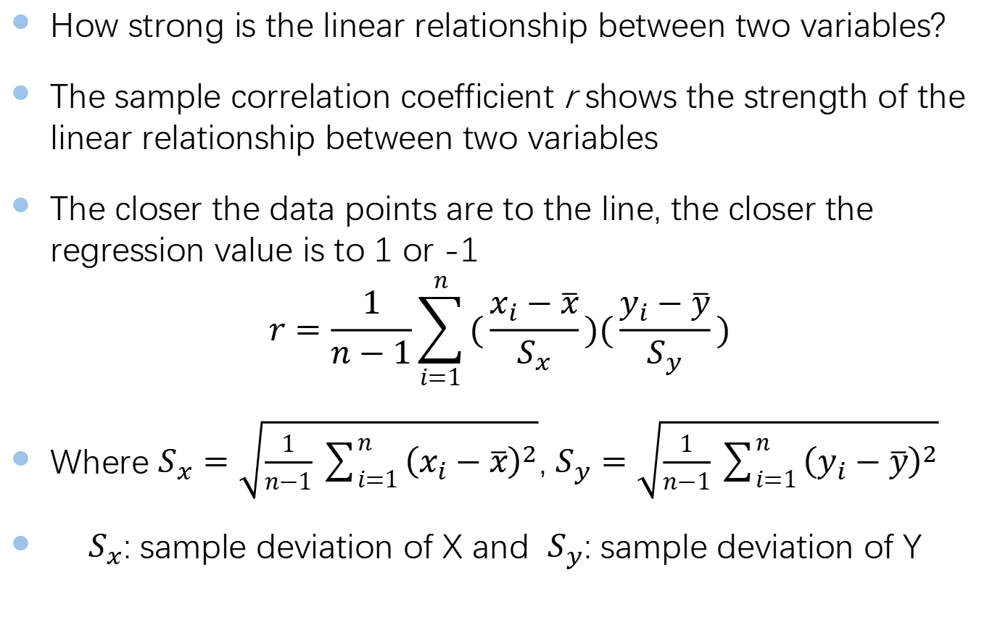 • How strong is the linear relationship between two variables?
• The sample correlation coefficient r shows the strength of the
linear relationship between two variables
• The closer the data points are to the line, the closer the
regression value is to 1 or -1
r = \frac{1}{n-1} \sum_{i=1}^{n} (\frac{x_i - \bar{x}}{S_x})(\frac{y_i - \bar{y}}{S_y})
• Where S_x = \sqrt{\frac{1}{n-1} \sum_{i=1}^{n} (x_i - \bar{x})^2}, S_y = \sqrt{\frac{1}{n-1} \sum_{i=1}^{n} (y_i - \bar{y})^2}
• S_x: sample deviation of X and S_y: sample deviation of Y